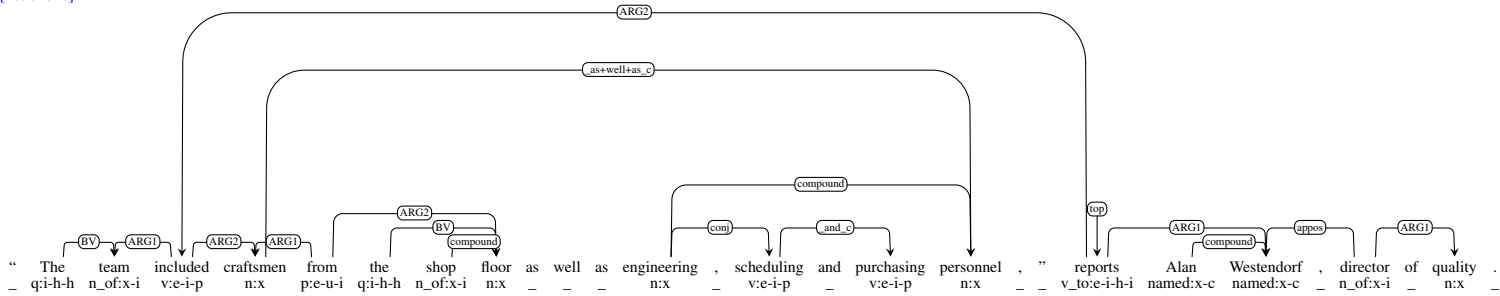 ARG2
_as+well+as_c
compound
ARG2
top
BV
conj
_and_c
ARG1
BV
ARG1
ARG2
ARG1
compound
compound
appos
ARG1
“ The team included craftsmen from the shop floor as well as engineering , scheduling and purchasing personnel , ” reports Alan Westendorf , director of quality .
_ q:i-h-h n_of:x-i v:e-i-p n:x p:e-u-i q:i-h-h n_of:x-i n:x _ _ _ n:x _ v:e-i-p _ v:e-i-p n:x _ _ v_to:e-i-h-i named:x-c named:x-c _ n_of:x-i _ n:x _